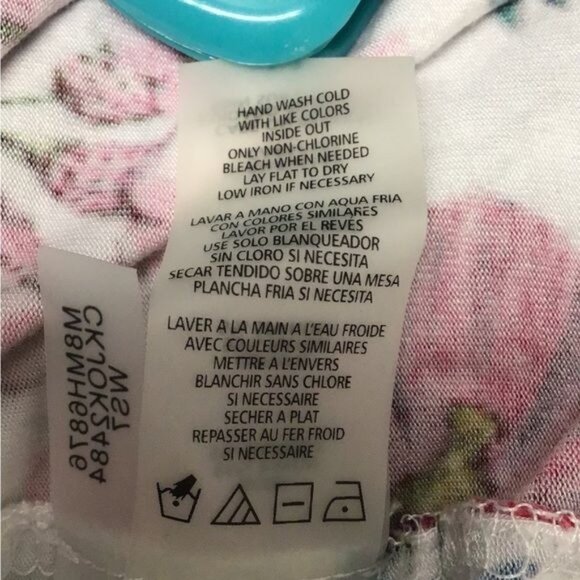 HAND WASH COLD
WITH LIKE COLORS
INSIDE OUT
ONLY NON-CHLORINE
BLEACH WHEN NEEDED
LAY FLAT TO DRY
LOW IRON IF NECESSARY
LAVAR A MANO CON AQUA FRIA
CON COLORES SIMILARES
LAVOR POR EL REVES
USE SOLO BLANQUEADOR
SIN CLORO SI NECESITA
SECAR TENDIDO SOBRE UNA MESA
PLANCHA FRIA SI NECESITA
LAVER A LA MAIN A L'EAU FROIDE
AVEC COULEURS SIMILAIRES
METTRE A L'ENVERS
BLANCHIR SANS CHLORE
SI NECESSAIRE
SECHER A PLAT
REPASSER AU FER FROID
SI NECESSAIRE
WS7
CK1OK2484
M8MH6876